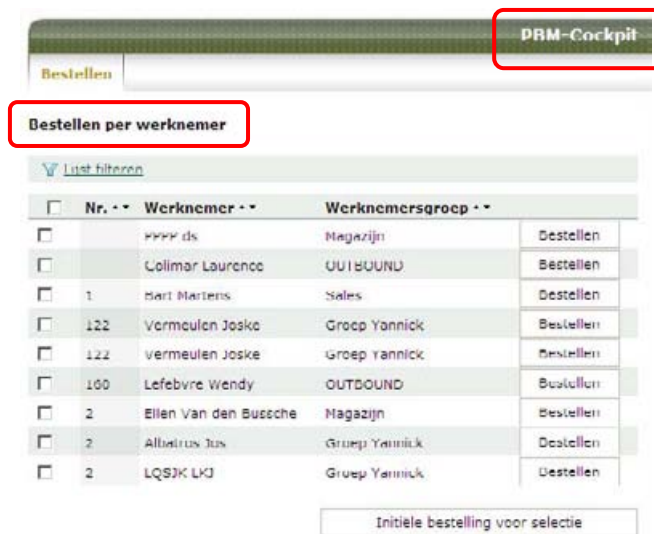 PBM-Cockpit
Bestellen
Bestellen per werknemer
Lijst filteren
Nr. Werknemer Werknemersgroep
ds Magazijn Bestellen
Colimar Laurence OUTBOUND Bestellen
1 Bart Martens Sales Bestellen
122 Vermeulen Joske Groep Yannick Bestellen
122 Vermeulen Joske Groep Yannick Bestellen
160 Lefebvre Wendy OUTBOUND Bestellen
2 Ellen Van den Bussche Magazijn Bestellen
2 Albatros Jos Groep Yannick Bestellen
2 LQSJK LKJ Groep Yannick Bestellen
Initiële bestelling voor selectie